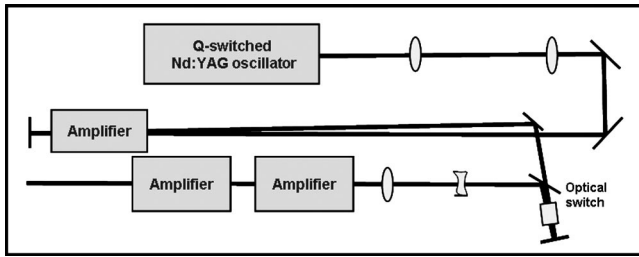 Q-switched
Nd:YAG oscillator
Amplifier
Amplifier
Amplifier
Optical
switch